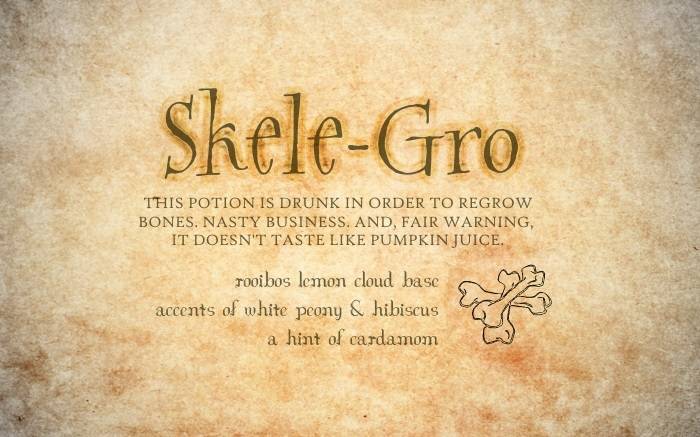 Skele-Gro
THIS POTION IS DRUNK IN ORDER TO REGROW
BONES. NASTY BUSINESS. AND, FAIR WARNING,
IT DOESN'T TASTE LIKE PUMPKIN JUICE.
rooibos lemon cloud base
accents of white peony & hibiscus
a hint of cardamom